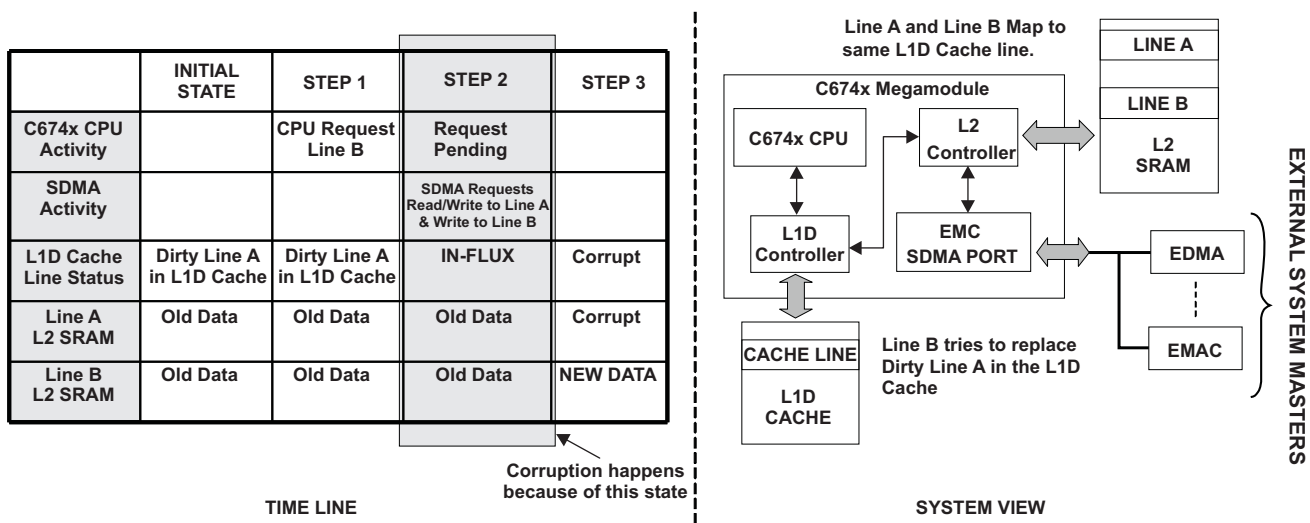 INITIAL STATE
STEP 1
STEP 2
STEP 3
C674x CPU Activity
CPU Request Line B
Request Pending
SDMA Activity
SDMA Requests Read/Write to Line A & Write to Line B
L1D Cache Line Status
Dirty Line A in L1D Cache
Dirty Line A in L1D Cache
IN-FLUX
Corrupt
Line A L2 SRAM
Old Data
Old Data
Old Data
Corrupt
Line B L2 SRAM
Old Data
Old Data
Old Data
NEW DATA
Corruption happens
because of this state
TIME LINE
Line A and Line B Map to
same L1D Cache line.
LINE A
LINE B
L2
SRAM
C674x Megamodule
C674x CPU
L2
Controller
L1D
Controller
EMC
SDMA PORT
EDMA
EMAC
CACHE LINE
L1D
CACHE
Line B tries to replace
Dirty Line A in the L1D
Cache
EXTERNAL SYSTEM MASTERS
SYSTEM VIEW